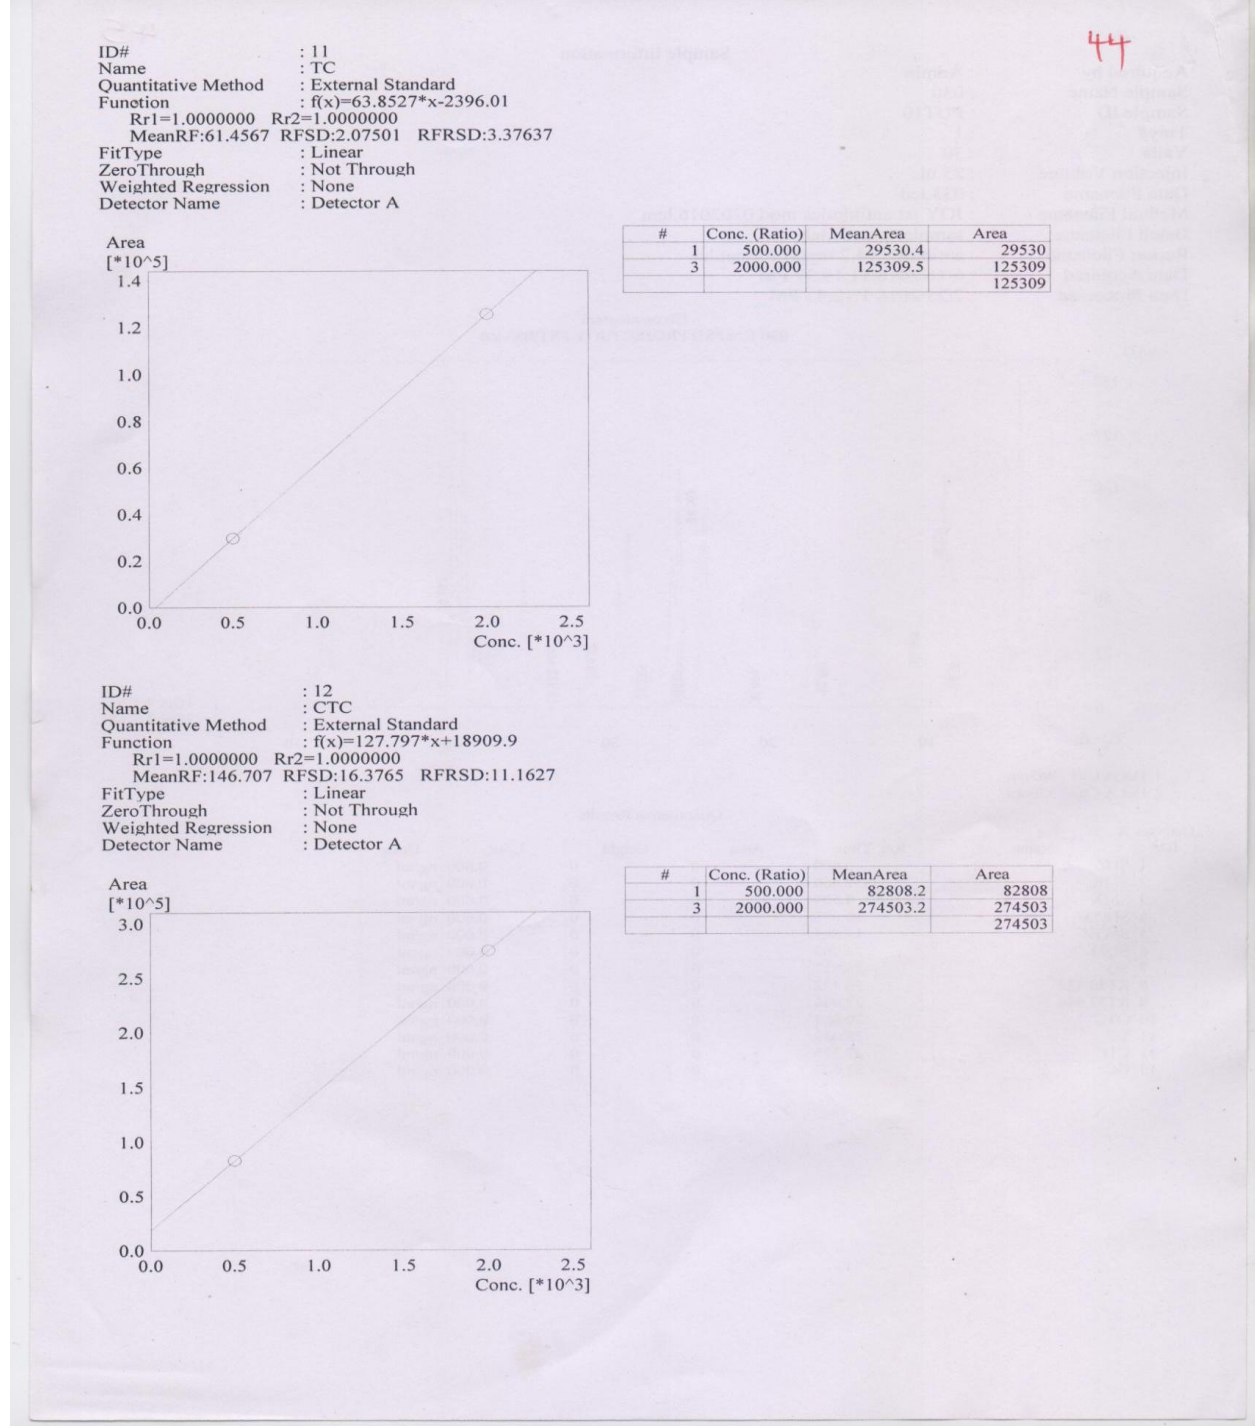 44
ID# : 11
Name : TC
Quantitative Method : External Standard
Function : f(x)=63.8527*x-2396.01
Rr1=1.0000000 Rr2=1.0000000
MeanRF:61.4567 RFSD:2.07501 RFRSD:3.37637
FitType : Linear
ZeroThrough : Not Through
Weighted Regression : None
Detector Name : Detector A
Area
[*10^5]
# Conc. (Ratio) MeanArea Area
1 500.000 29530.4 29530
3 2000.000 125309.5 125309
125309
1.4
1.2
1.0
0.8
0.6
0.4
0.2
0.0
0.0 0.5 1.0 1.5 2.0 2.5
Conc. [*10^3]
ID# : 12
Name : CTC
Quantitative Method : External Standard
Function : f(x)=127.797*x+18909.9
Rr1=1.0000000 Rr2=1.0000000
MeanRF:146.707 RFSD:16.3765 RFRSD:11.1627
FitType : Linear
ZeroThrough : Not Through
Weighted Regression : None
Detector Name : Detector A
Area
[*10^5]
# Conc. (Ratio) MeanArea Area
1 500.000 82808.2 82808
3 2000.000 274503.2 274503
274503
3.0
2.5
2.0
1.5
1.0
0.5
0.0
0.0 0.5 1.0 1.5 2.0 2.5
Conc. [*10^3]